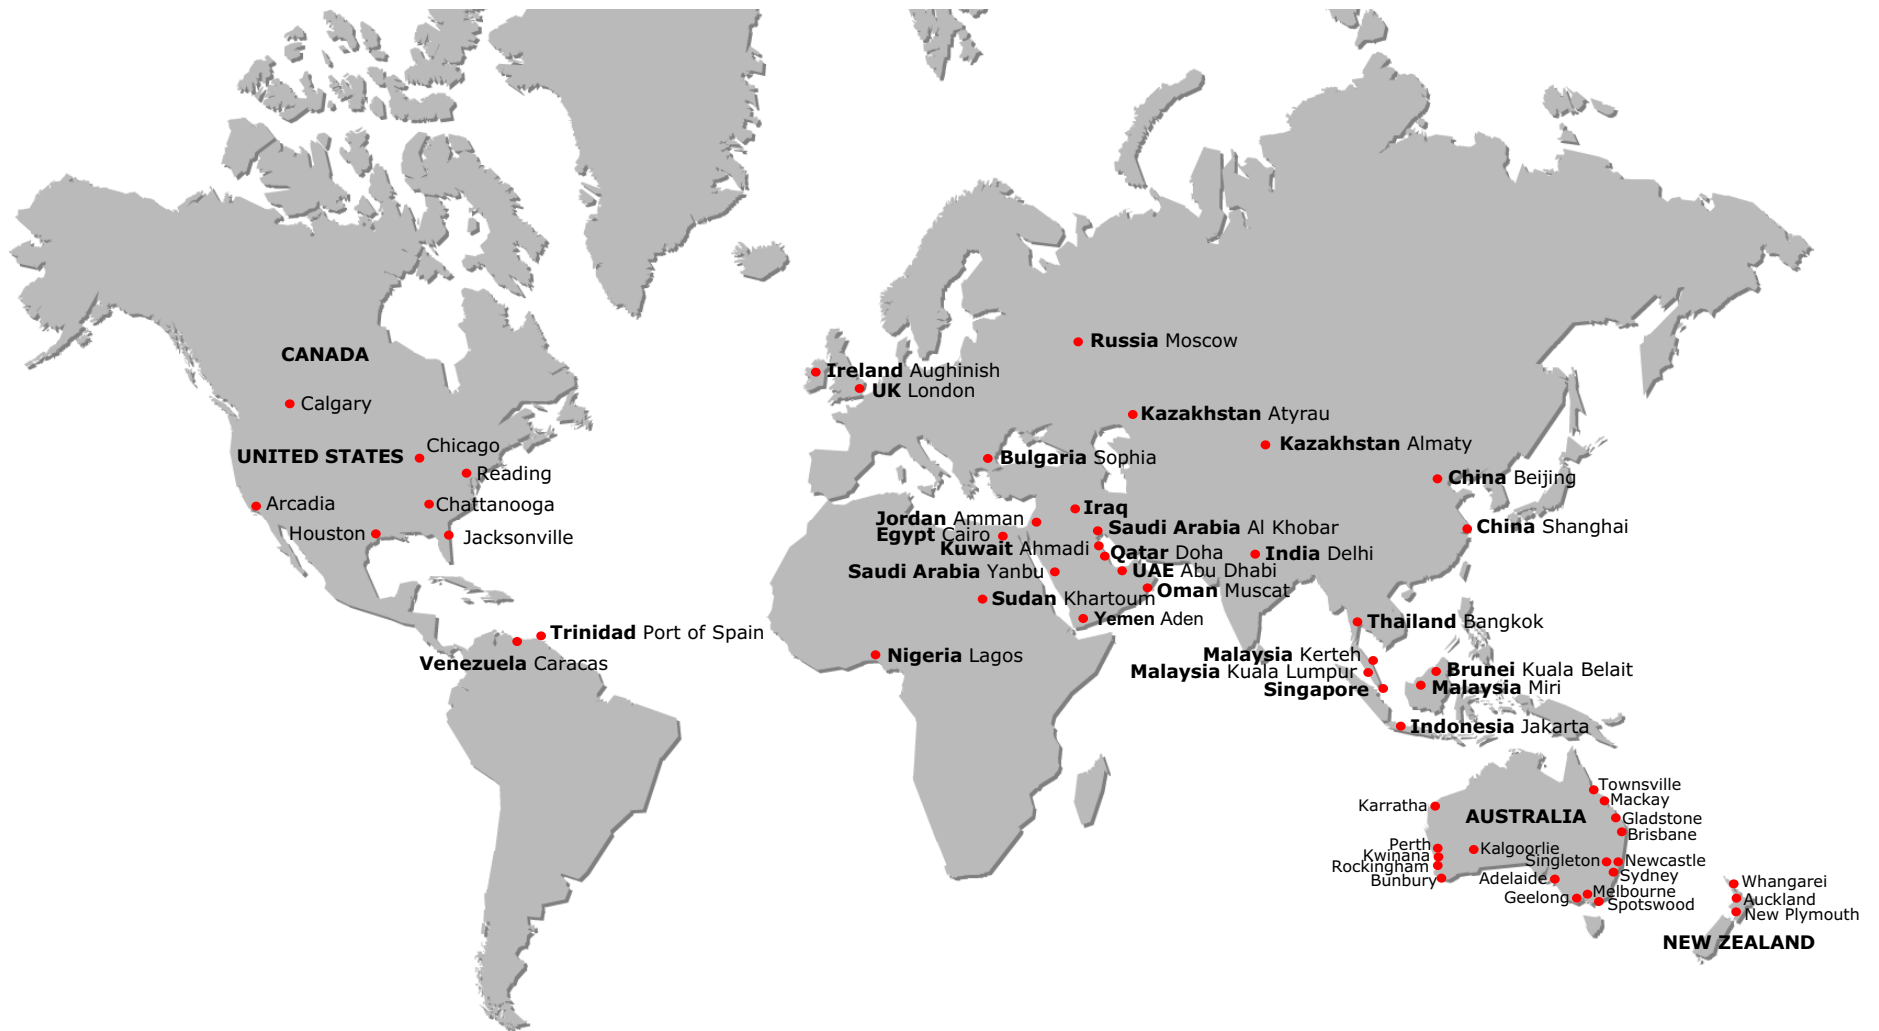 CANADA
Calgary
UNITED STATES
Chicago
Reading
Arcadia
Chattanooga
Houston
Jacksonville
Trinidad Port of Spain
Venezuela Caracas
Russia Moscow
Ireland Aughinish
UK London
Kazakhstan Atyrau
Kazakhstan Almaty
Bulgaria Sophia
China Beijing
Iraq
Jordan Amman
Saudi Arabia Al Khobar
China Shanghai
Egypt Cairo
Kuwait Ahmadi
Qatar Doha
India Delhi
Saudi Arabia Yanbu
UAE Abu Dhabi
Oman Muscat
Sudan Khartoum
Yemen Aden
Thailand Bangkok
Nigeria Lagos
Malaysia Kerteh
Malaysia Kuala Lumpur
Brunei Kuala Belait
Singapore
Malaysia Miri
Indonesia Jakarta
Townsville
Mackay
Karratha
AUSTRALIA
Gladstone
Brisbane
Perth
Kalgoorlie
Kwinana
Singleton
Newcastle
Rockingham
Sydney
Bunbury
Adelaide
Whangarei
Melbourne
Geelong
Auckland
Spotswood
New Plymouth
NEW ZEALAND